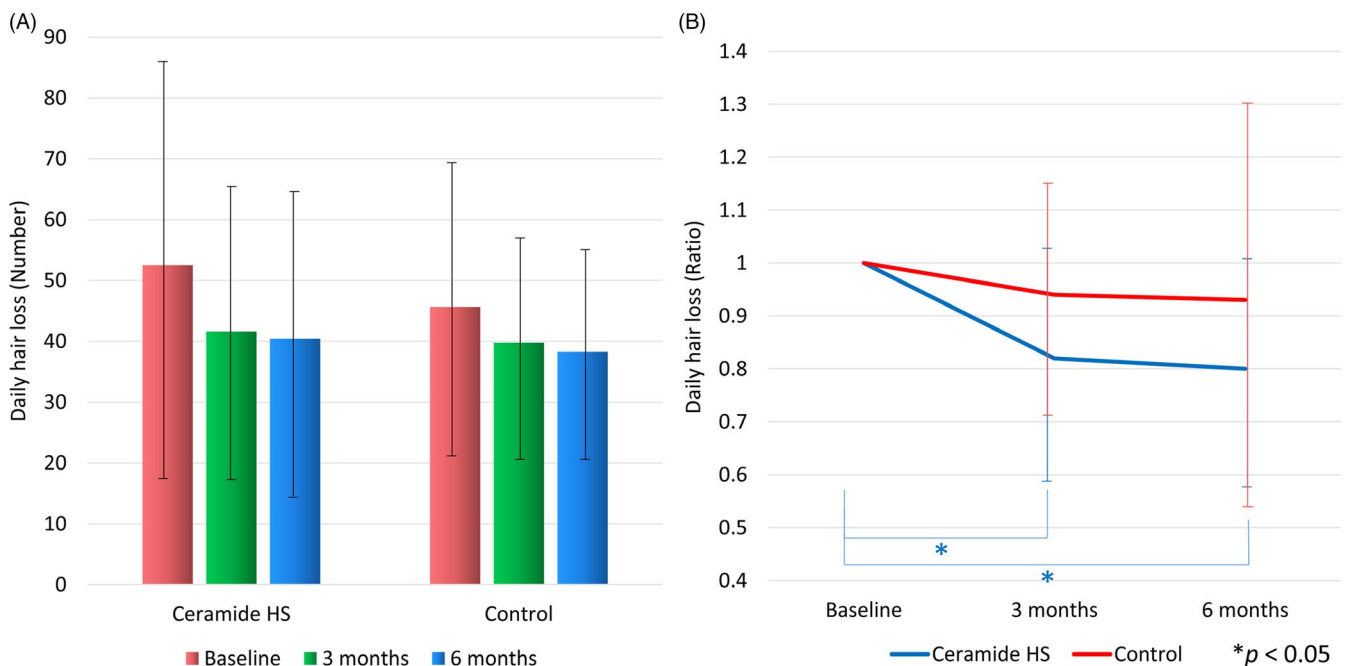 (A)
Daily hair loss (Number)
90
80
70
60
50
40
30
20
10
0
Ceramide HS Control
Baseline 3 months 6 months
(B)
Daily hair loss (Ratio)
1.4
1.3
1.2
1.1
1
0.9
0.8
0.7
0.6
0.5
0.4
*
*
Baseline 3 months 6 months
Ceramide HS Control *p < 0.05